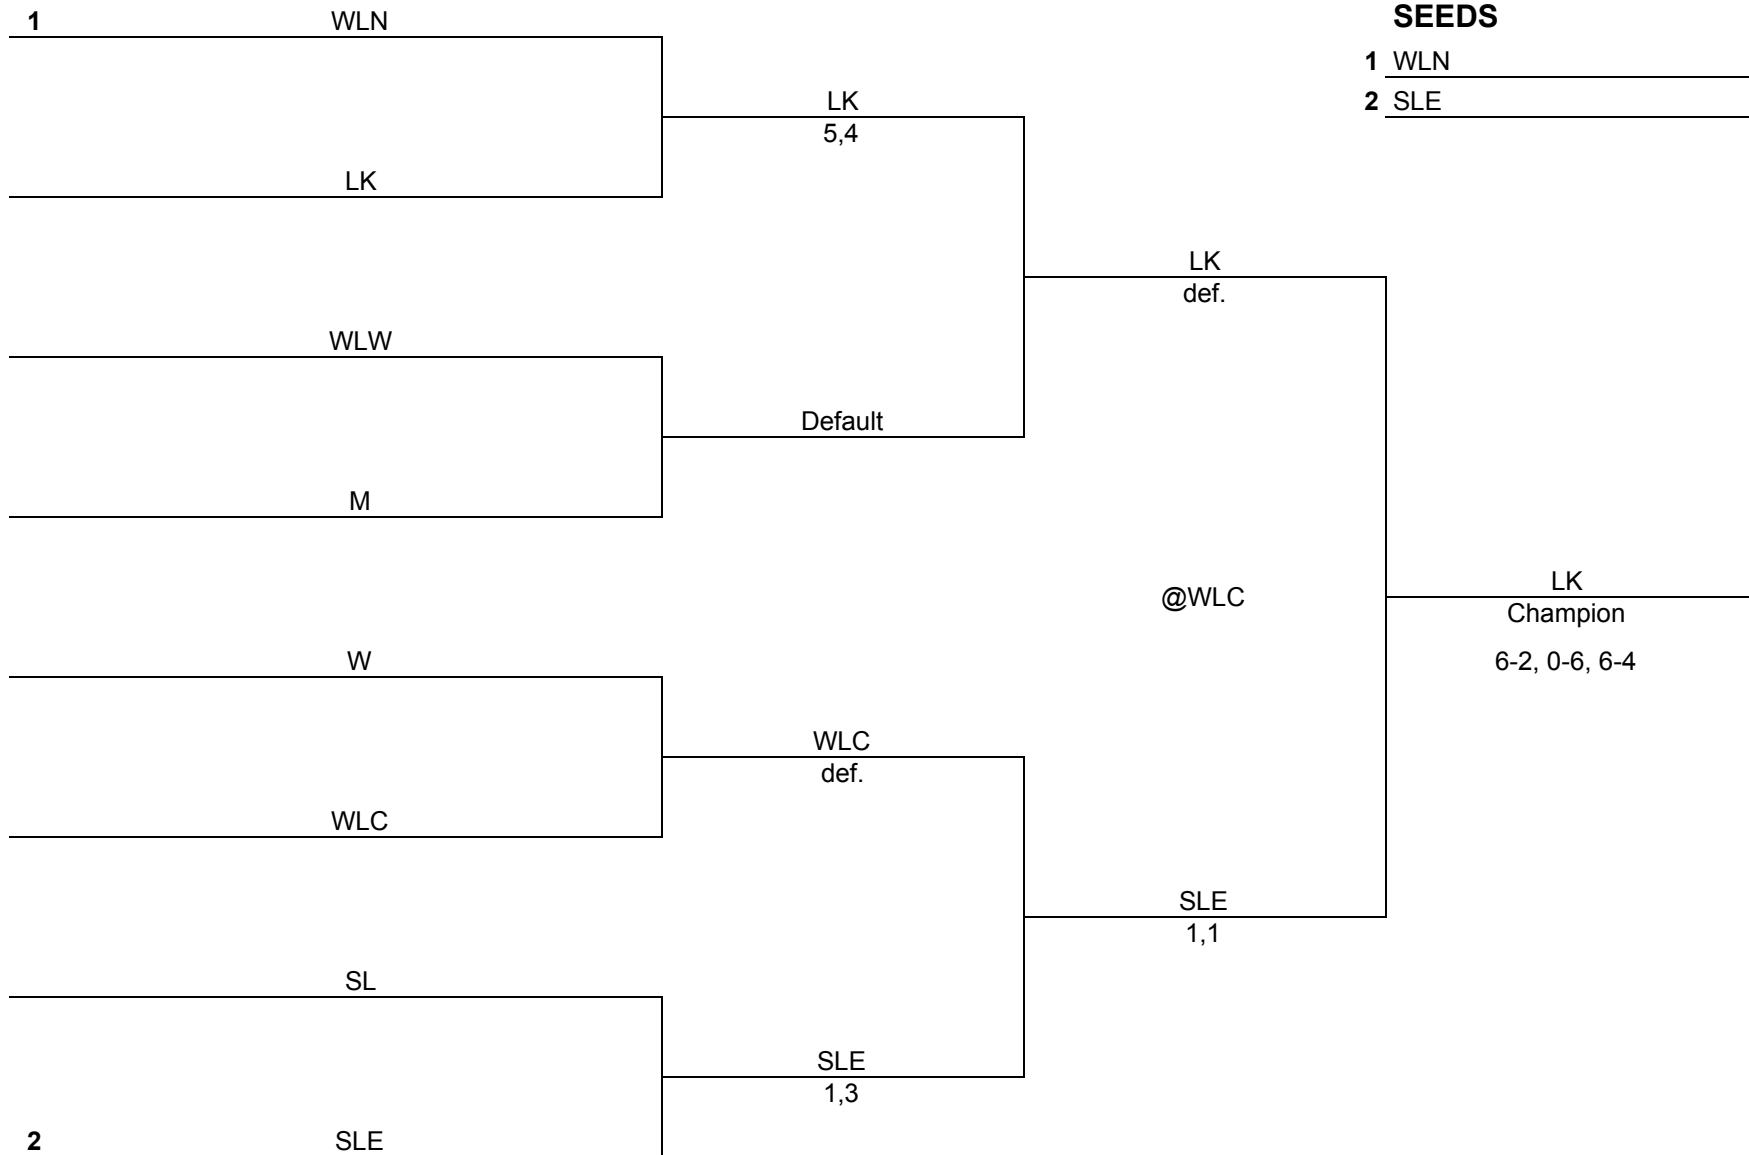 1 WLN
SEEDS
1 WLN
2 SLE
LK
5,4
LK
LK
def.
WLW
Default
M
@WLC
LK
Champion
6-2, 0-6, 6-4
W
WLC
def.
WLC
SLE
1,1
SL
SLE
1,3
2 SLE